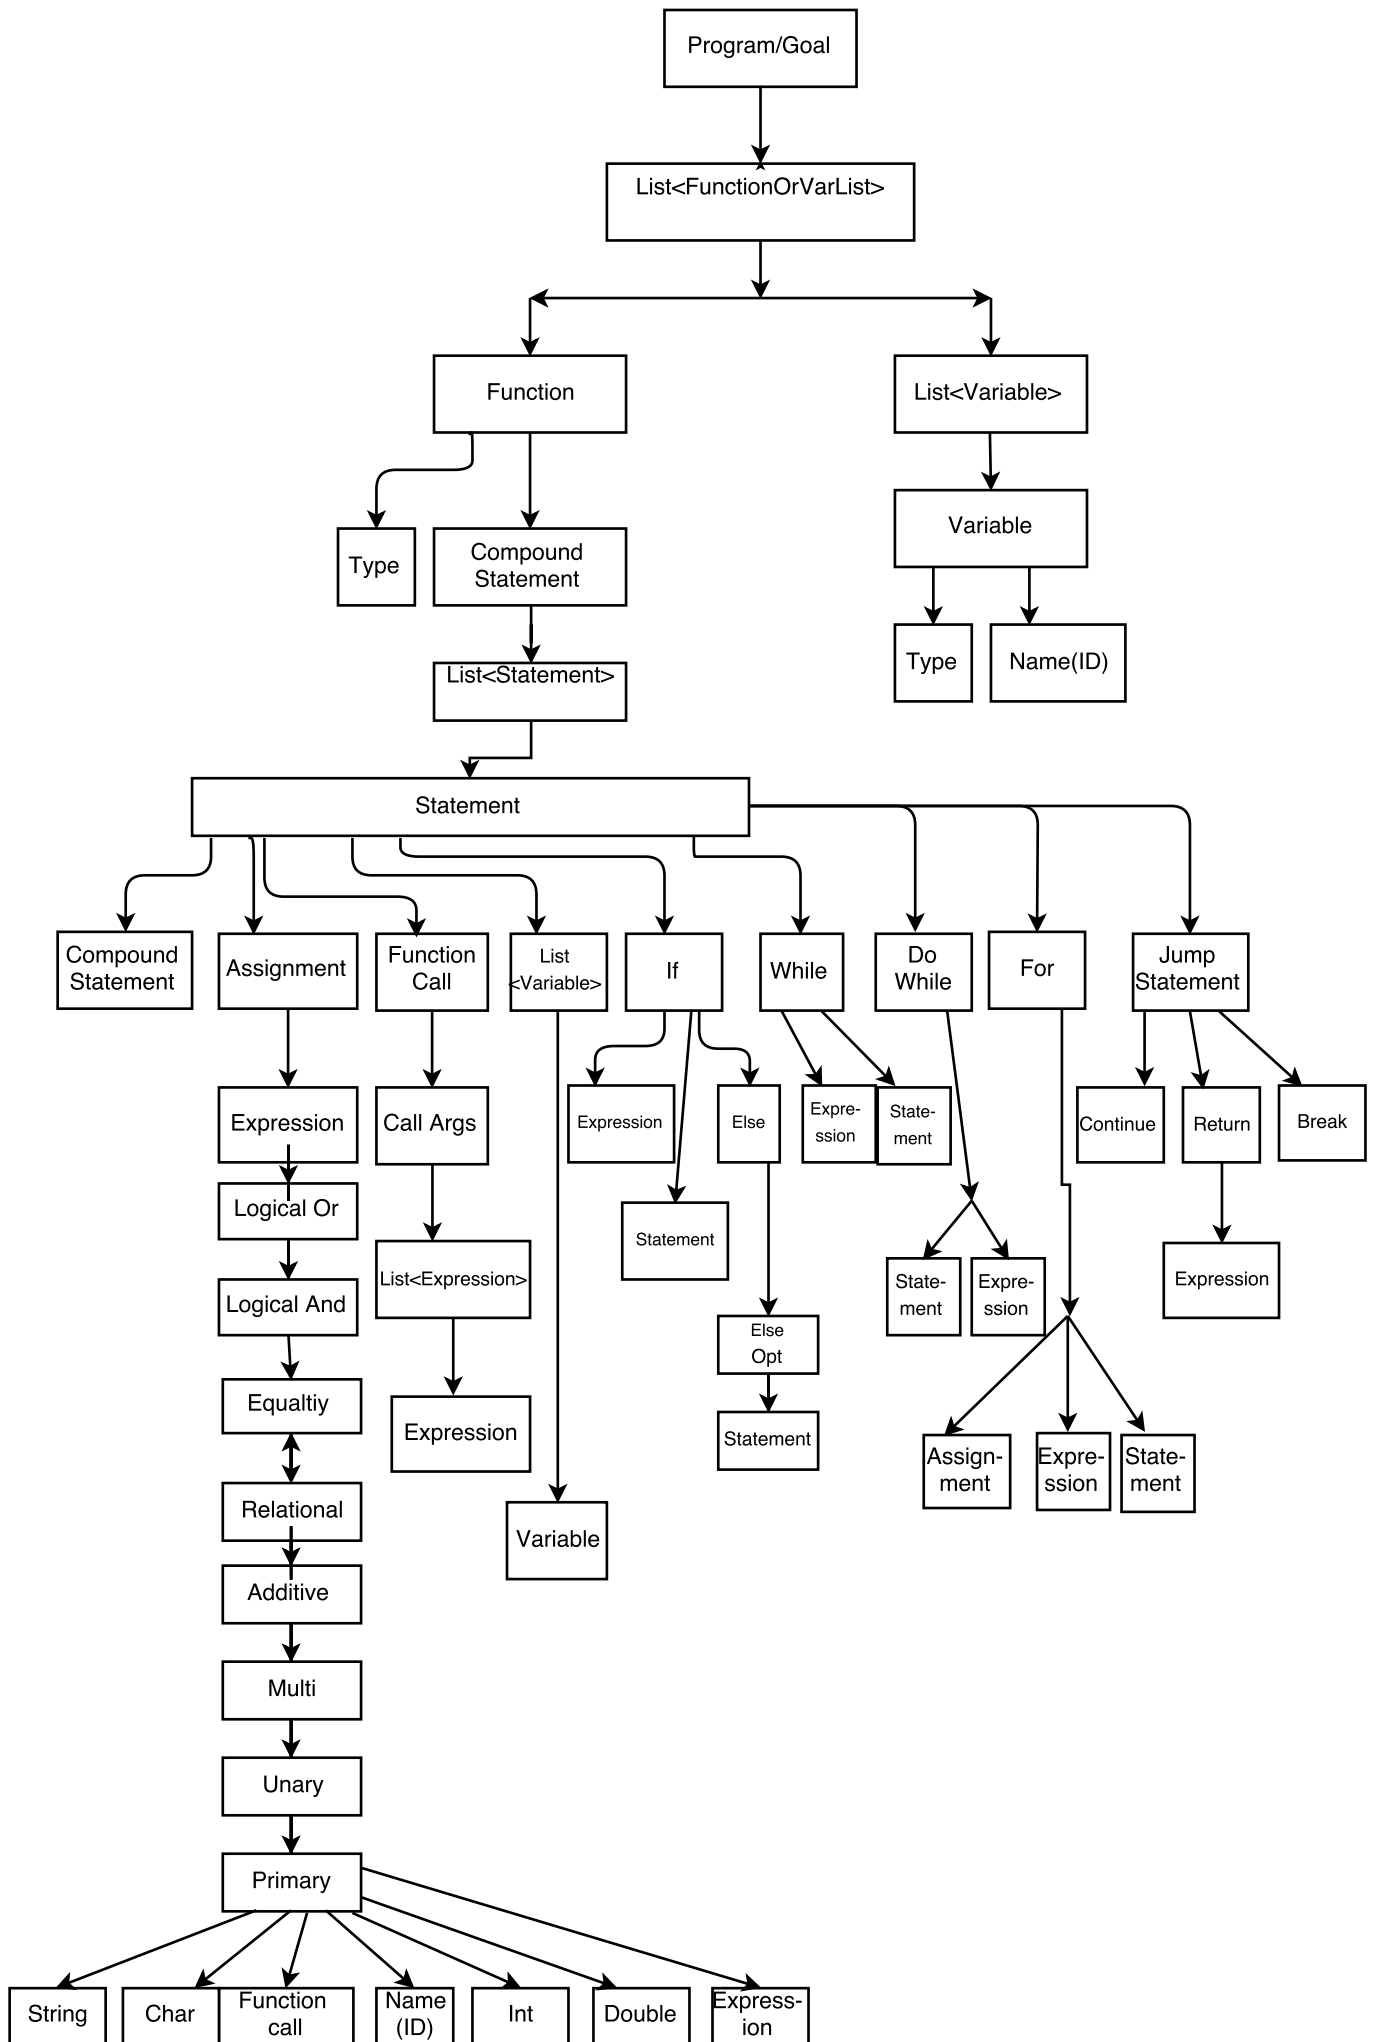 Program/Goal
List<FunctionOrVarList>
Function
List<Variable>
Variable
Type
Compound
Statement
Type
Name(ID)
List<Statement>
Statement
Compound
Statement
Assignment
Function
Call
List
<Variable>
If
While
Do
While
For
Jump
Statement
Expression
Call Args
Expression
Else
Expre-
ssion
State-
ment
Continue
Return
Break
Logical Or
Statement
List<Expression>
State-
ment
Expre-
ssion
Expression
Logical And
Else
Opt
Equaltiy
Expression
Statement
Assign-
ment
Expre-
ssion
State-
ment
Relational
Variable
Additive
Multi
Unary
Primary
String
Char
Function
call
Name
(ID)
Int
Double
Express-
ion